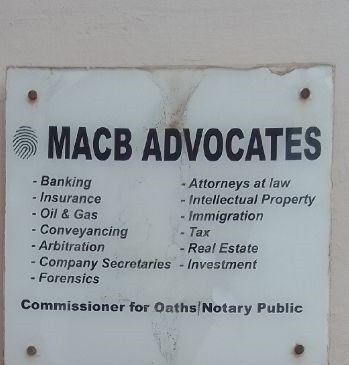 MACB ADVOCATES
- Banking
- Insurance
- Oil & Gas
- Conveyancing
- Arbitration
- Company Secretaries
- Forensics
- Attorneys at law
- Intellectual Property
- Immigration
- Tax
- Real Estate
- Investment
Commissioner for Oaths/Notary Public